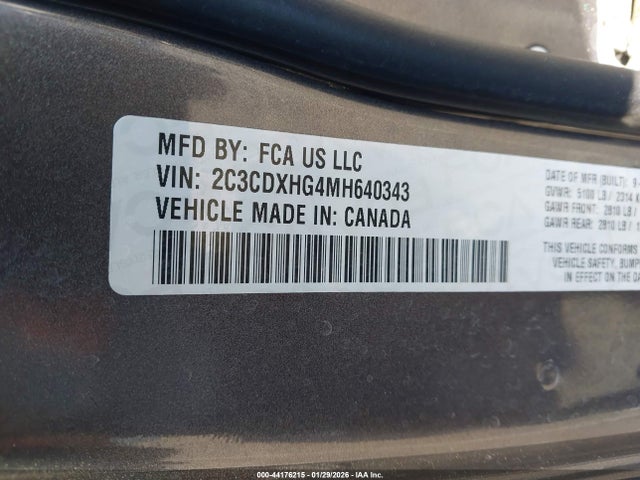 MFD BY: FCA US LLC
VIN: 2C3CDXHG4MH640343
VEHICLE MADE IN: CANADA
DATE OF MFR (BUILT):
GVWR: 5100 LB / 2314 K
GAWR FRONT: 2810 LB /
GAWR REAR: 2810 LB /
THIS VEHICLE CONFORMS
VEHICLE SAFETY, BUMP
IN EFFECT ON THE DA
000-44176215 - 01/29/2026 - IAA Inc.